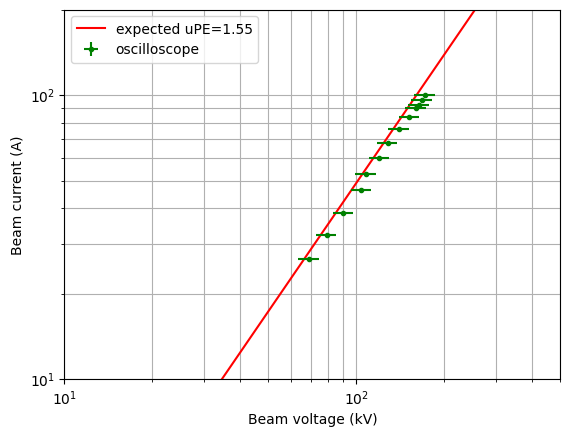 expected uPE=1.55
oscilloscope
Beam current (A)
10²
10¹
10¹
10²
Beam voltage (kV)